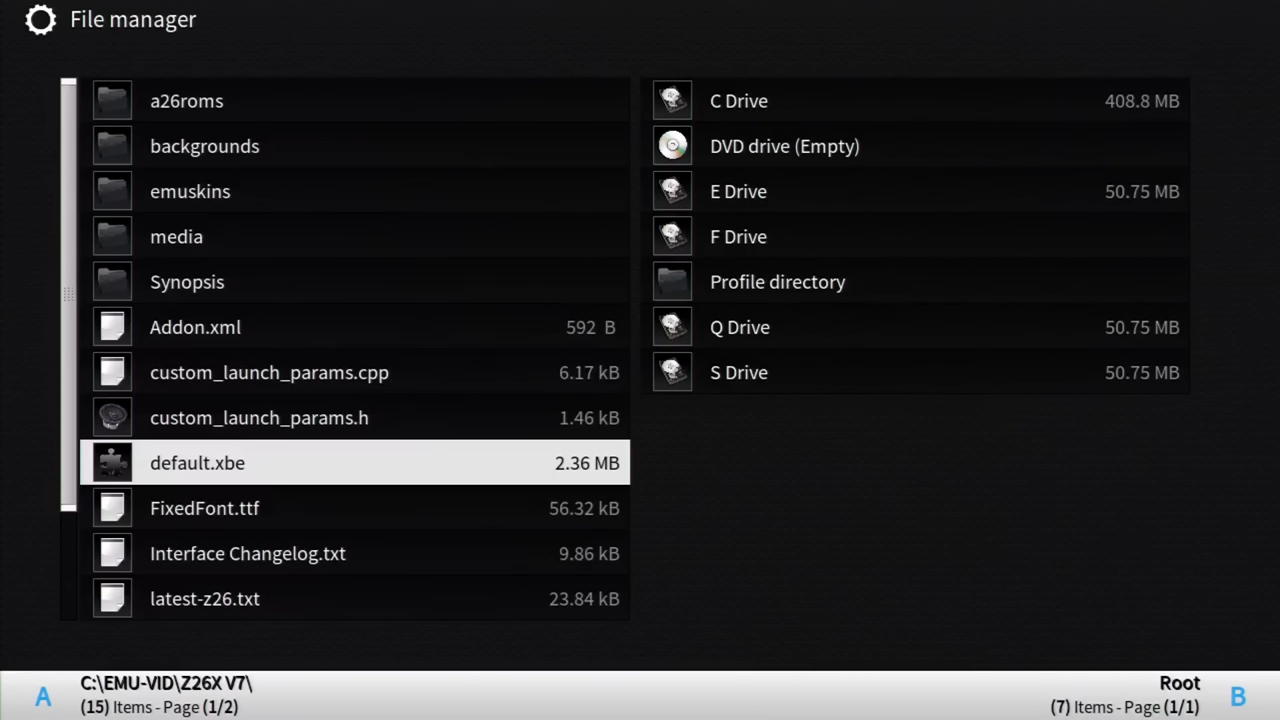 File manager
a26roms
backgrounds
emuskins
media
Synopsis
Addon.xml 592 B
custom_launch_params.cpp 6.17 kB
custom_launch_params.h 1.46 kB
default.xbe 2.36 MB
FixedFont.ttf 56.32 kB
Interface Changelog.txt 9.86 kB
latest-z26.txt 23.84 kB
C Drive 408.8 MB
DVD drive (Empty)
E Drive 50.75 MB
F Drive
Profile directory
Q Drive 50.75 MB
S Drive 50.75 MB
A
C:\EMU-VID\Z26X V7\
(15) Items - Page (1/2)
Root
(7) Items - Page (1/1)
B